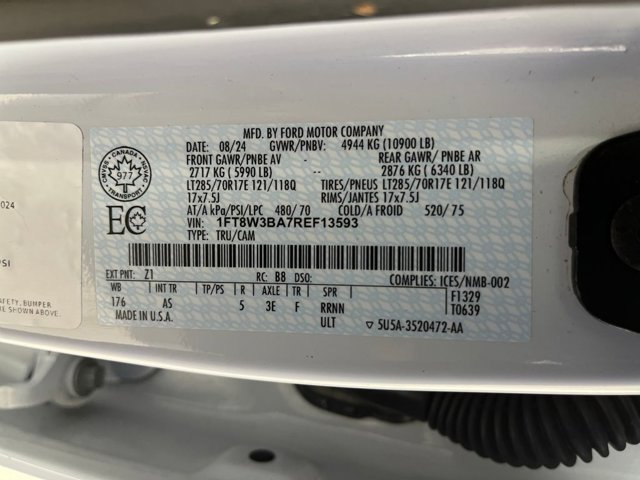 MFD. BY FORD MOTOR COMPANY
DATE: 08/24 GVWR/PNBV: 4944 KG (10900 LB)
FRONT GAWR/PNBE AV REAR GAWR/ PNBE AR
2717 KG ( 5990 LB) 2876 KG ( 6340 LB)
LT285/70R17E 121/118Q TIRES/PNEUS LT285/70R17E 121/118Q
17x7.5J RIMS/JANTES 17x7.5J
AT/A kPa/PSI/LPC 480/ 70 COLD/A FROID 520/ 75
VIN: 1FT8W3BA7REF13593
TYPE: TRU/CAM
EXT PNT: Z1 RC: B8 DSO: COMPLIES: ICES/NMB-002
WB INT TR TP/PS R AXLE TR SPR F1329
176 AS 5 3E F RRNN T0639
MADE IN U.S.A. ULT 5U5A-3520472-AA
CANADA
977
TRANSPORT
EC
024
PSI
SAFETY, BUMPER
E SHOWN ABOVE.